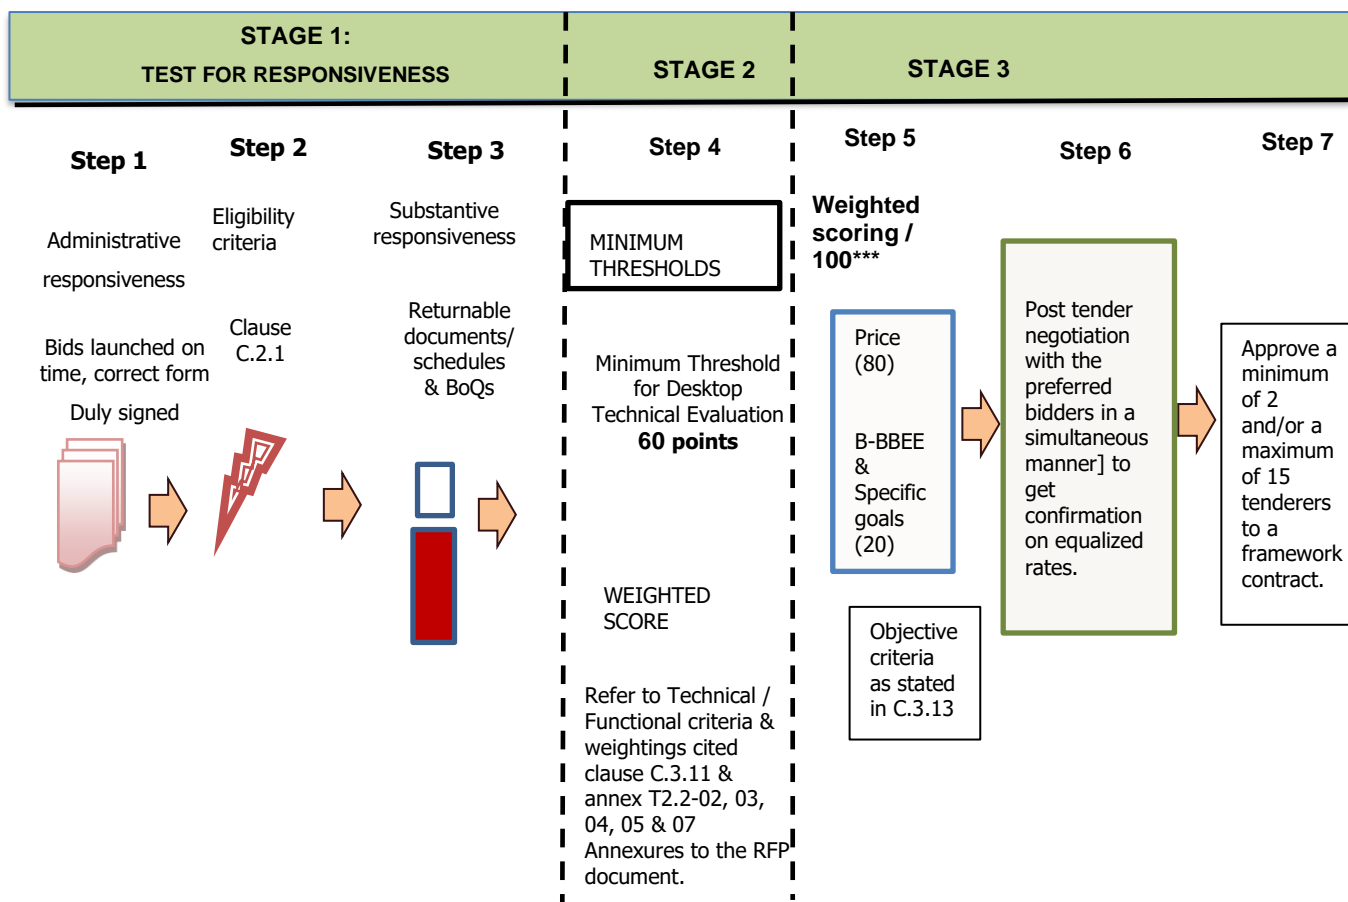 STAGE 1:
TEST FOR RESPONSIVENESS
STAGE 2
STAGE 3
Step 1
Administrative
responsiveness
Bids launched on
time, correct form
Duly signed
Step 2
Eligibility
criteria
Clause
C.2.1
Step 3
Substantive
responsiveness
Returnable
documents/
schedules
& BoQs
Step 4
MINIMUM
THRESHOLDS
Minimum Threshold
for Desktop
Technical Evaluation
60 points
WEIGHTED
SCORE
Refer to Technical /
Functional criteria &
weightings cited
clause C.3.11 &
annex T2.2-02, 03,
04, 05 & 07
Annexures to the RFP
document.
Step 5
Weighted
scoring /
100***
Price
(80)
B-BBEE
&
Specific
goals
(20)
Objective
criteria
as stated
in C.3.13
Step 6
Post tender
negotiation
with the
preferred
bidders in a
simultaneous
manner] to
get
confirmation
on equalized
rates.
Step 7
Approve a
minimum
of 2
and/or a
maximum
of 15
tenderers
to a
framework
contract.